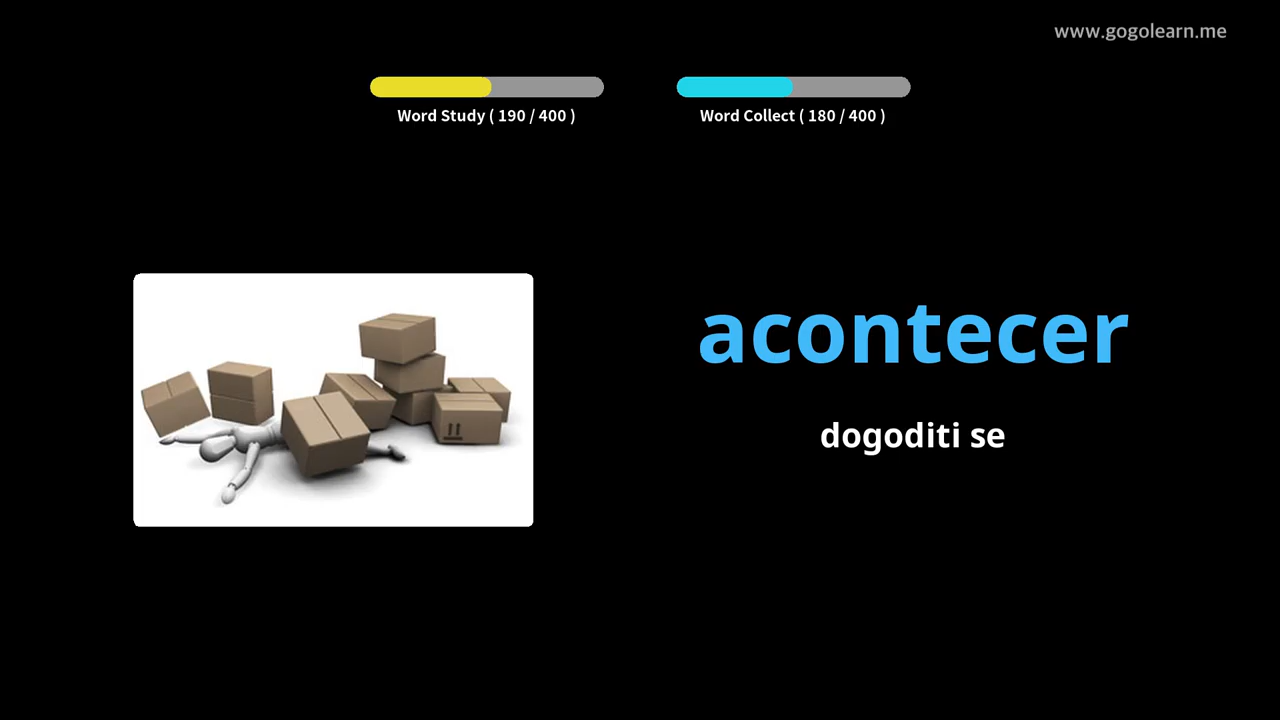 www.gogolearn.me
Word Study ( 190 / 400 )
Word Collect ( 180 / 400 )
acontecer
dogoditi se